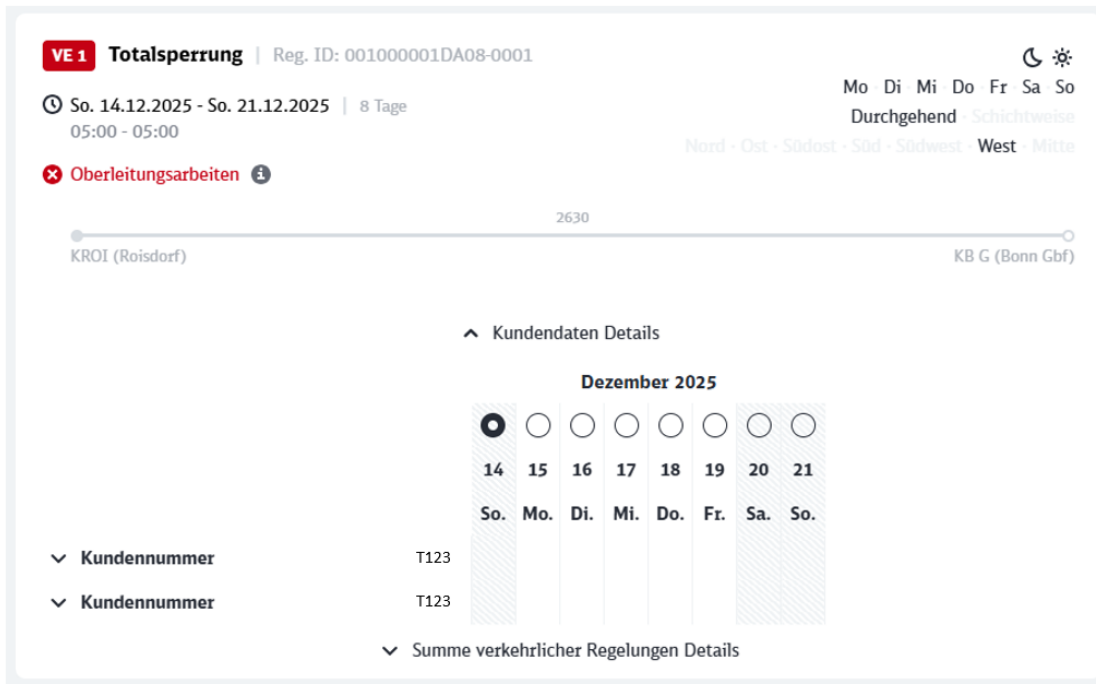 VE 1 Totalsperrung | Reg. ID: 001000001DA08-0001
So. 14.12.2025 - So. 21.12.2025 | 8 Tage
05:00 - 05:00
Mo · Di · Mi · Do · Fr · Sa · So
Durchgehend · Schichtweise
Nord · Ost · Südost · Süd · Südwest · West · Mitte
Oberleitungsarbeiten
2630
KROI (Roisdorf) KB G (Bonn Gbf)
Kundendaten Details
Dezember 2025
14 15 16 17 18 19 20 21
So. Mo. Di. Mi. Do. Fr. Sa. So.
Kundennummer T123
Kundennummer T123
Summe verkehrlicher Regelungen Details